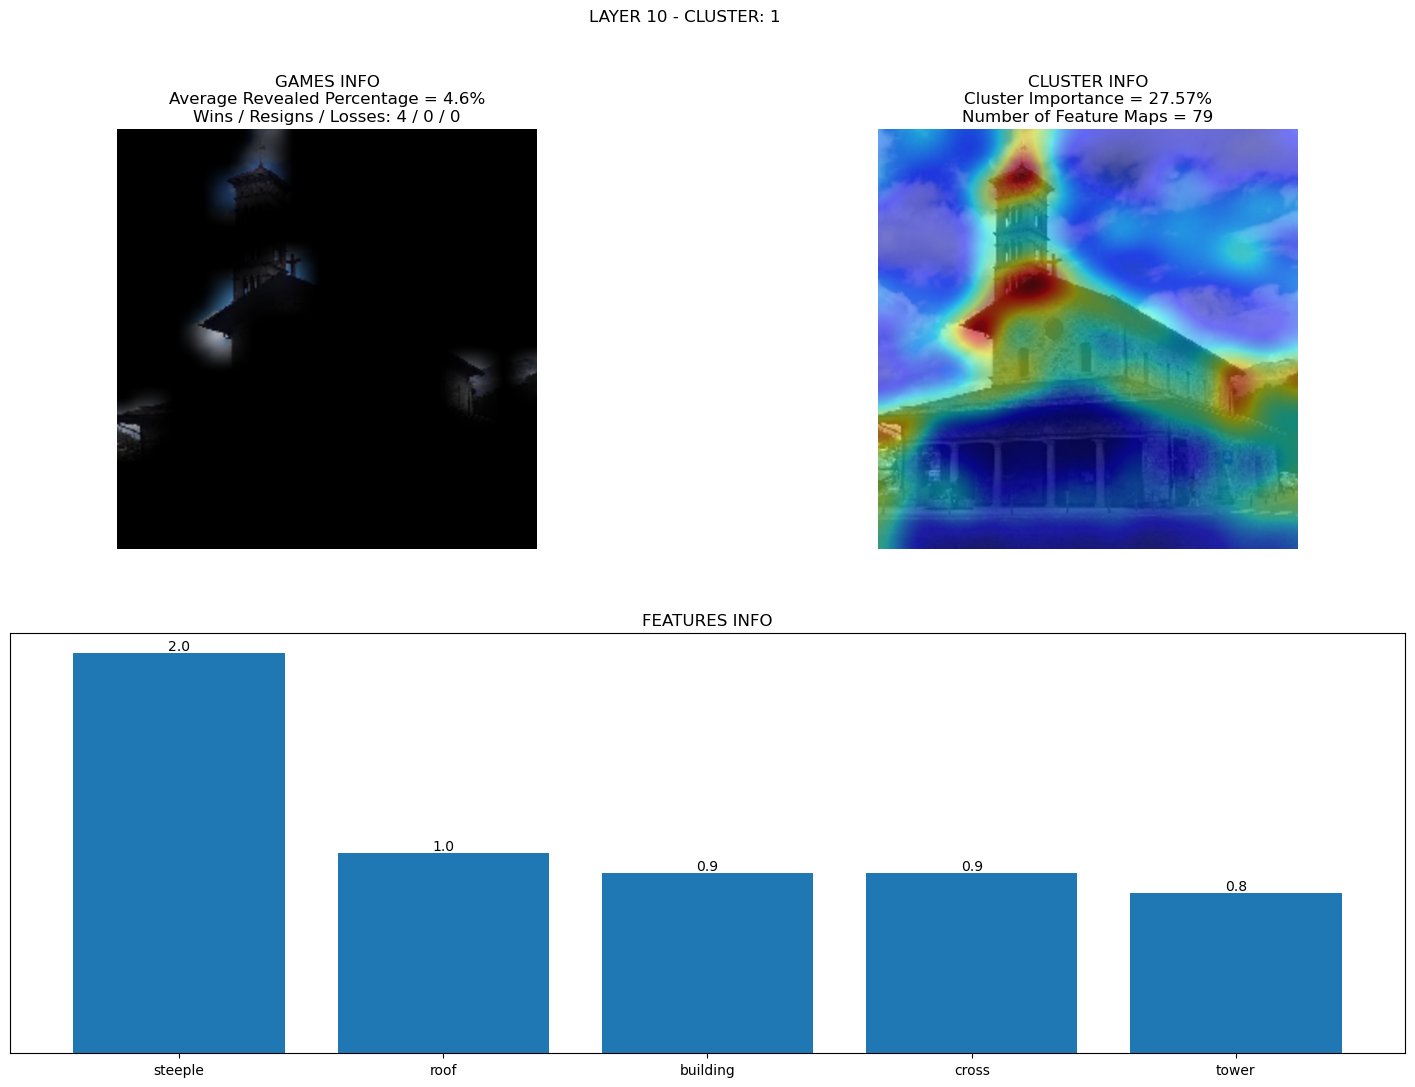 LAYER 10 - CLUSTER: 1
GAMES INFO
Average Revealed Percentage = 4.6%
Wins / Resigns / Losses: 4 / 0 / 0
CLUSTER INFO
Cluster Importance = 27.57%
Number of Feature Maps = 79
FEATURES INFO
2.0
1.0
0.9
0.9
0.8
steeple
roof
building
cross
tower